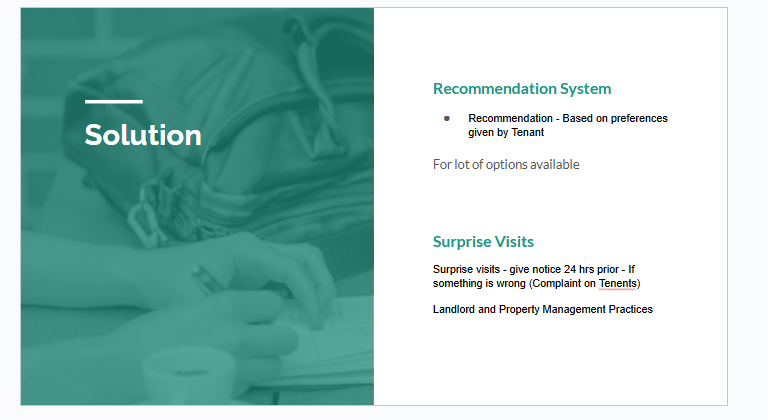 Solution
Recommendation System
● Recommendation - Based on preferences
given by Tenant
For lot of options available
Surprise Visits
Surprise visits - give notice 24 hrs prior - If
something is wrong (Complaint on Tenents)
Landlord and Property Management Practices